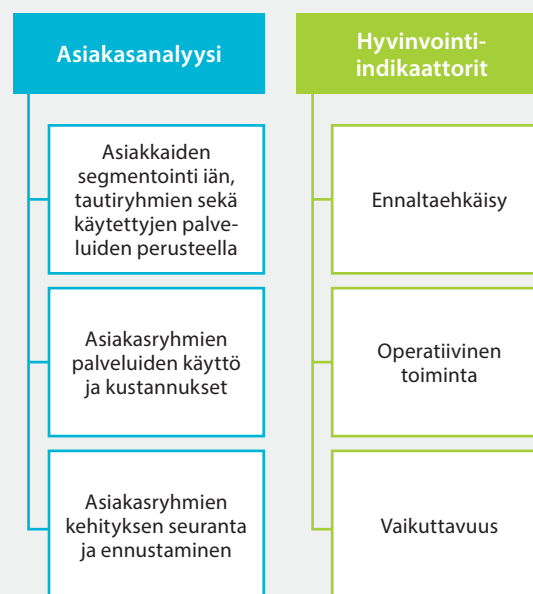 Asiakasanalyysi
Asiakkaiden
segmentointi iän,
tautiryhmien sekä
käytettyjen palve-
luiden perusteella
Asiakasryhmien
palveluiden käyttö
ja kustannukset
Asiakasryhmien
kehityksen seuranta
ja ennustaminen
Hyvinvointi-
indikaattorit
Ennaltaehkäisy
Operatiivinen
toiminta
Vaikuttavuus